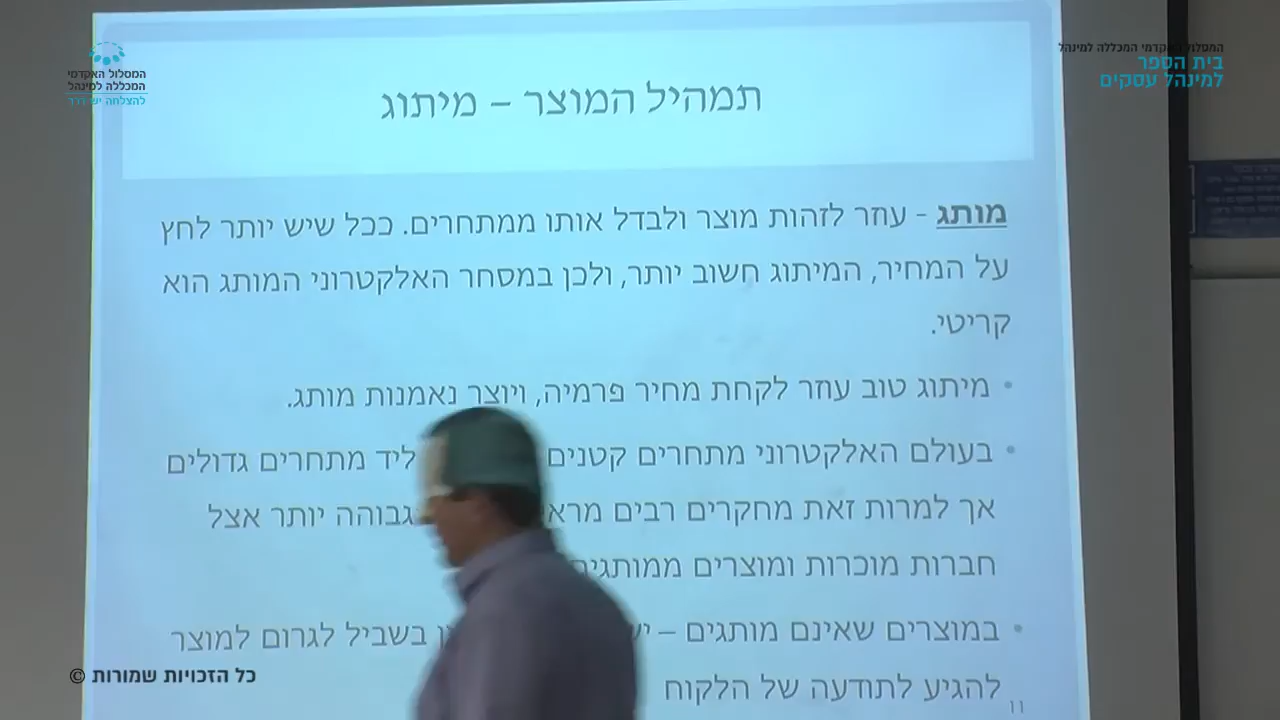 המסלול האקדמי
המכללה למינהל
להצלחה יש דרך
המסלול האקדמי המכללה למינהל
בית הספר
למינהל עסקים
תמהיל המוצר – מיתוג
מותג - עוזר לזהות מוצר ולבדל אותו ממתחרים. ככל שיש יותר לחץ
על המחיר, המיתוג חשוב יותר, ולכן במסחר האלקטרוני המותג הוא
קריטי.
• מיתוג טוב עוזר לקחת מחיר פרמיה, ויוצר נאמנות מותג.
• בעולם האלקטרוני מתחרים קטנים ליד מתחרים גדולים
אך למרות זאת מחקרים רבים גבוהה יותר אצל
חברות מוכרות ומוצרים
• במוצרים שאינם מותגים – בשביל לגרום למוצר
להגיע לתודעה של הלקוח
11
כל הזכויות שמורות ©